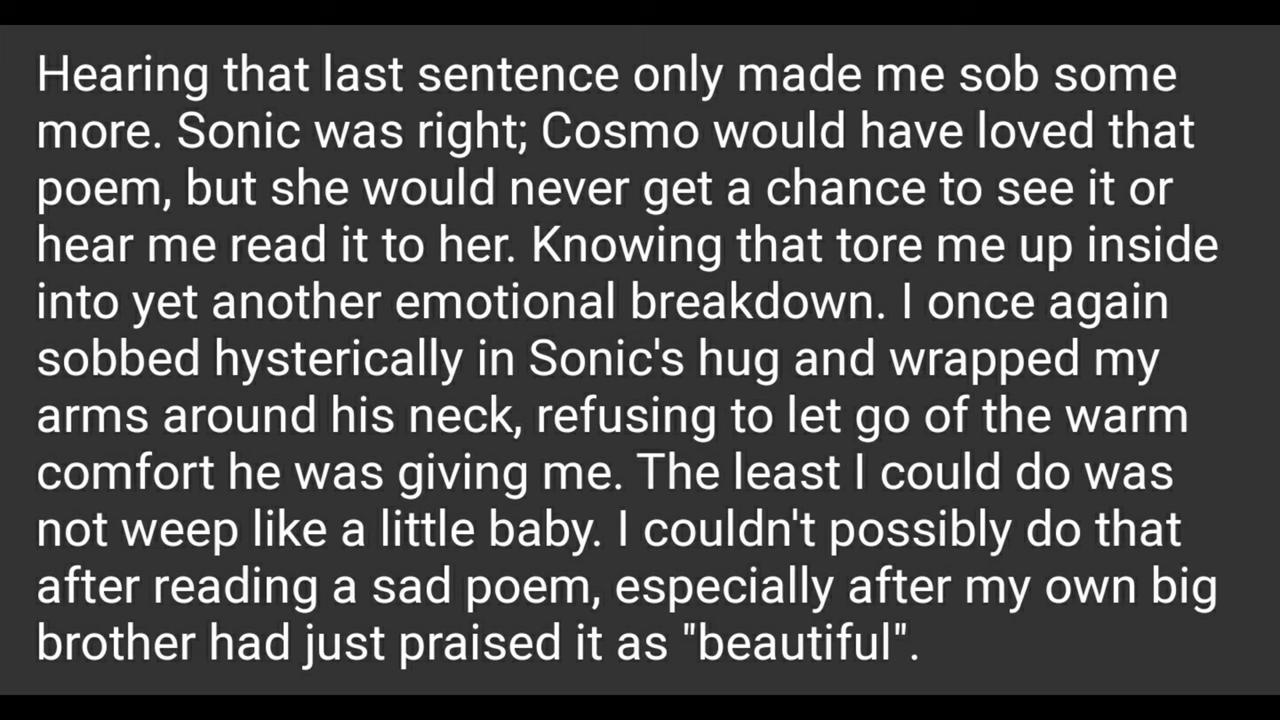 Hearing that last sentence only made me sob some
more. Sonic was right; Cosmo would have loved that
poem, but she would never get a chance to see it or
hear me read it to her. Knowing that tore me up inside
into yet another emotional breakdown. I once again
sobbed hysterically in Sonic's hug and wrapped my
arms around his neck, refusing to let go of the warm
comfort he was giving me. The least I could do was
not weep like a little baby. I couldn't possibly do that
after reading a sad poem, especially after my own big
brother had just praised it as "beautiful".